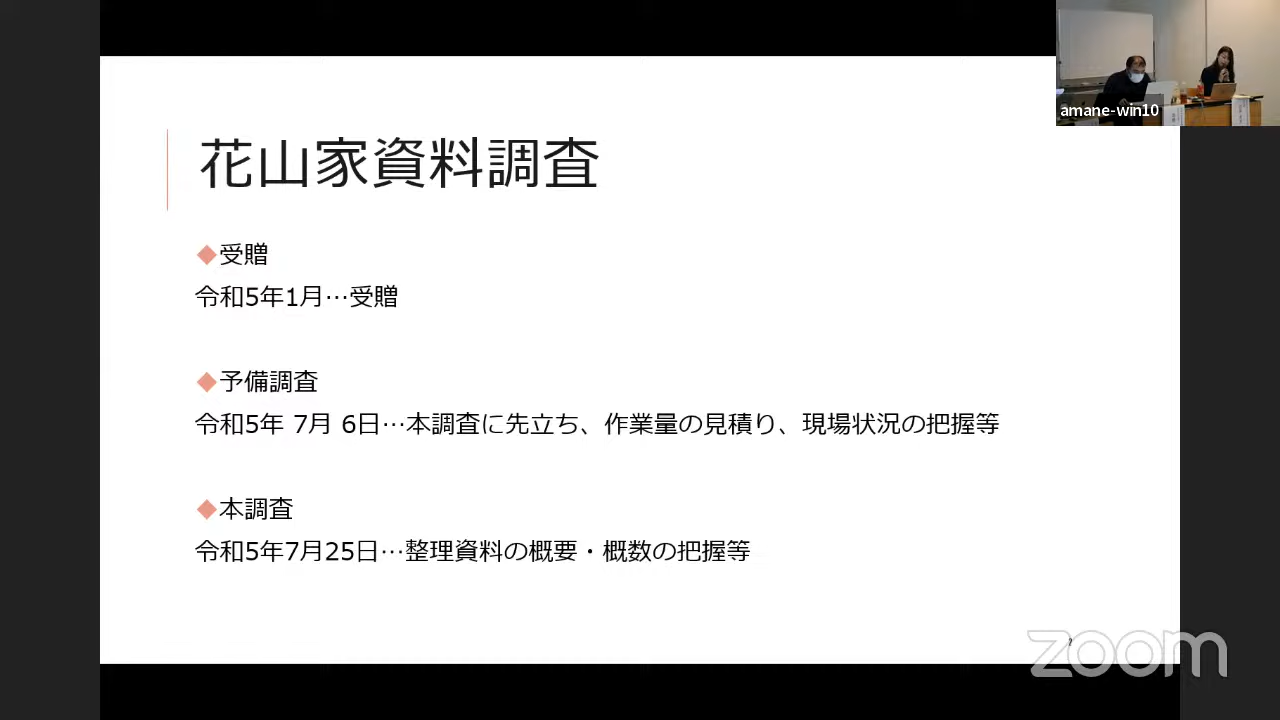 花山家資料調査
◆受贈
令和5年1月…受贈
◆予備調査
令和5年 7月 6日…本調査に先立ち、作業量の見積り、現場状況の把握等
◆本調査
令和5年7月25日…整理資料の概要・概数の把握等
amane-win10
zoom